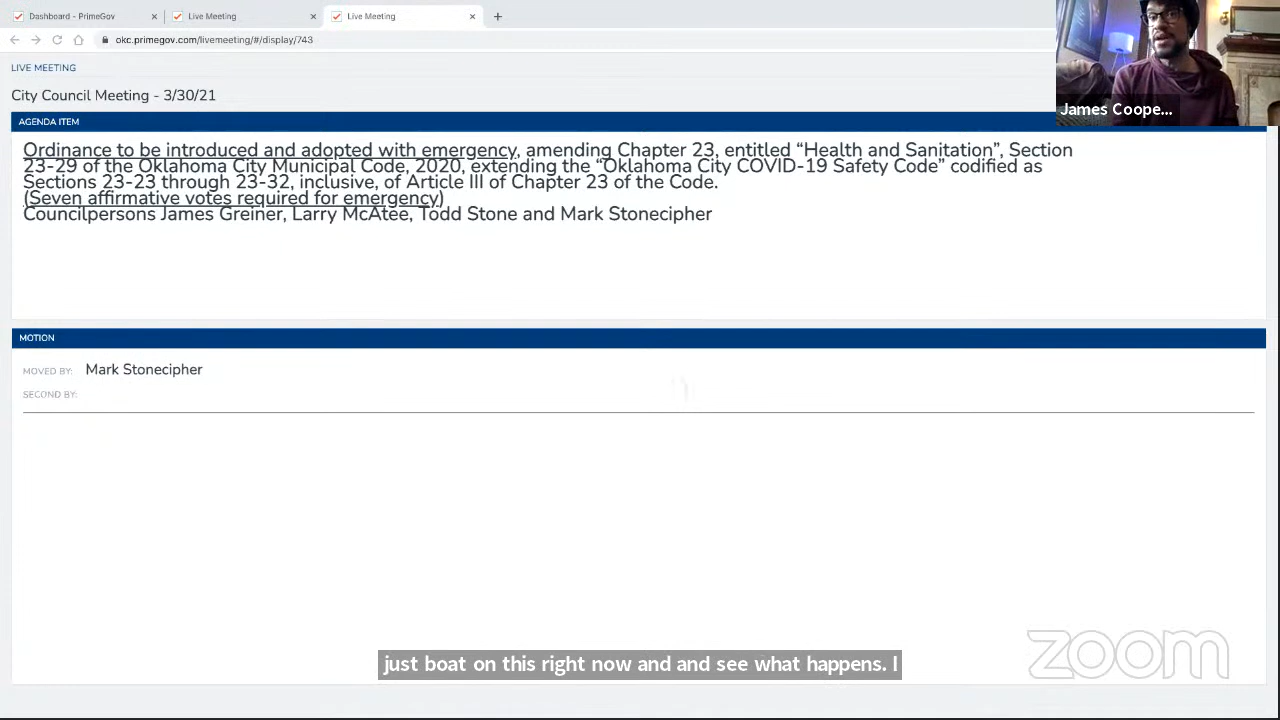 Dashboard - PrimeGov
Live Meeting
Live Meeting
okc.primegov.com/livemeeting/#/display/743
LIVE MEETING
City Council Meeting - 3/30/21
James Coope...
AGENDA ITEM
Ordinance to be introduced and adopted with emergency, amending Chapter 23, entitled “Health and Sanitation”, Section
23-29 of the Oklahoma City Municipal Code, 2020, extending the “Oklahoma City COVID-19 Safety Code” codified as
Sections 23-23 through 23-32, inclusive, of Article III of Chapter 23 of the Code.
(Seven affirmative votes required for emergency)
Councilpersons James Greiner, Larry McAtee, Todd Stone and Mark Stonecipher
MOTION
MOVED BY: Mark Stonecipher
SECOND BY:
just boat on this right now and and see what happens. I
zoom